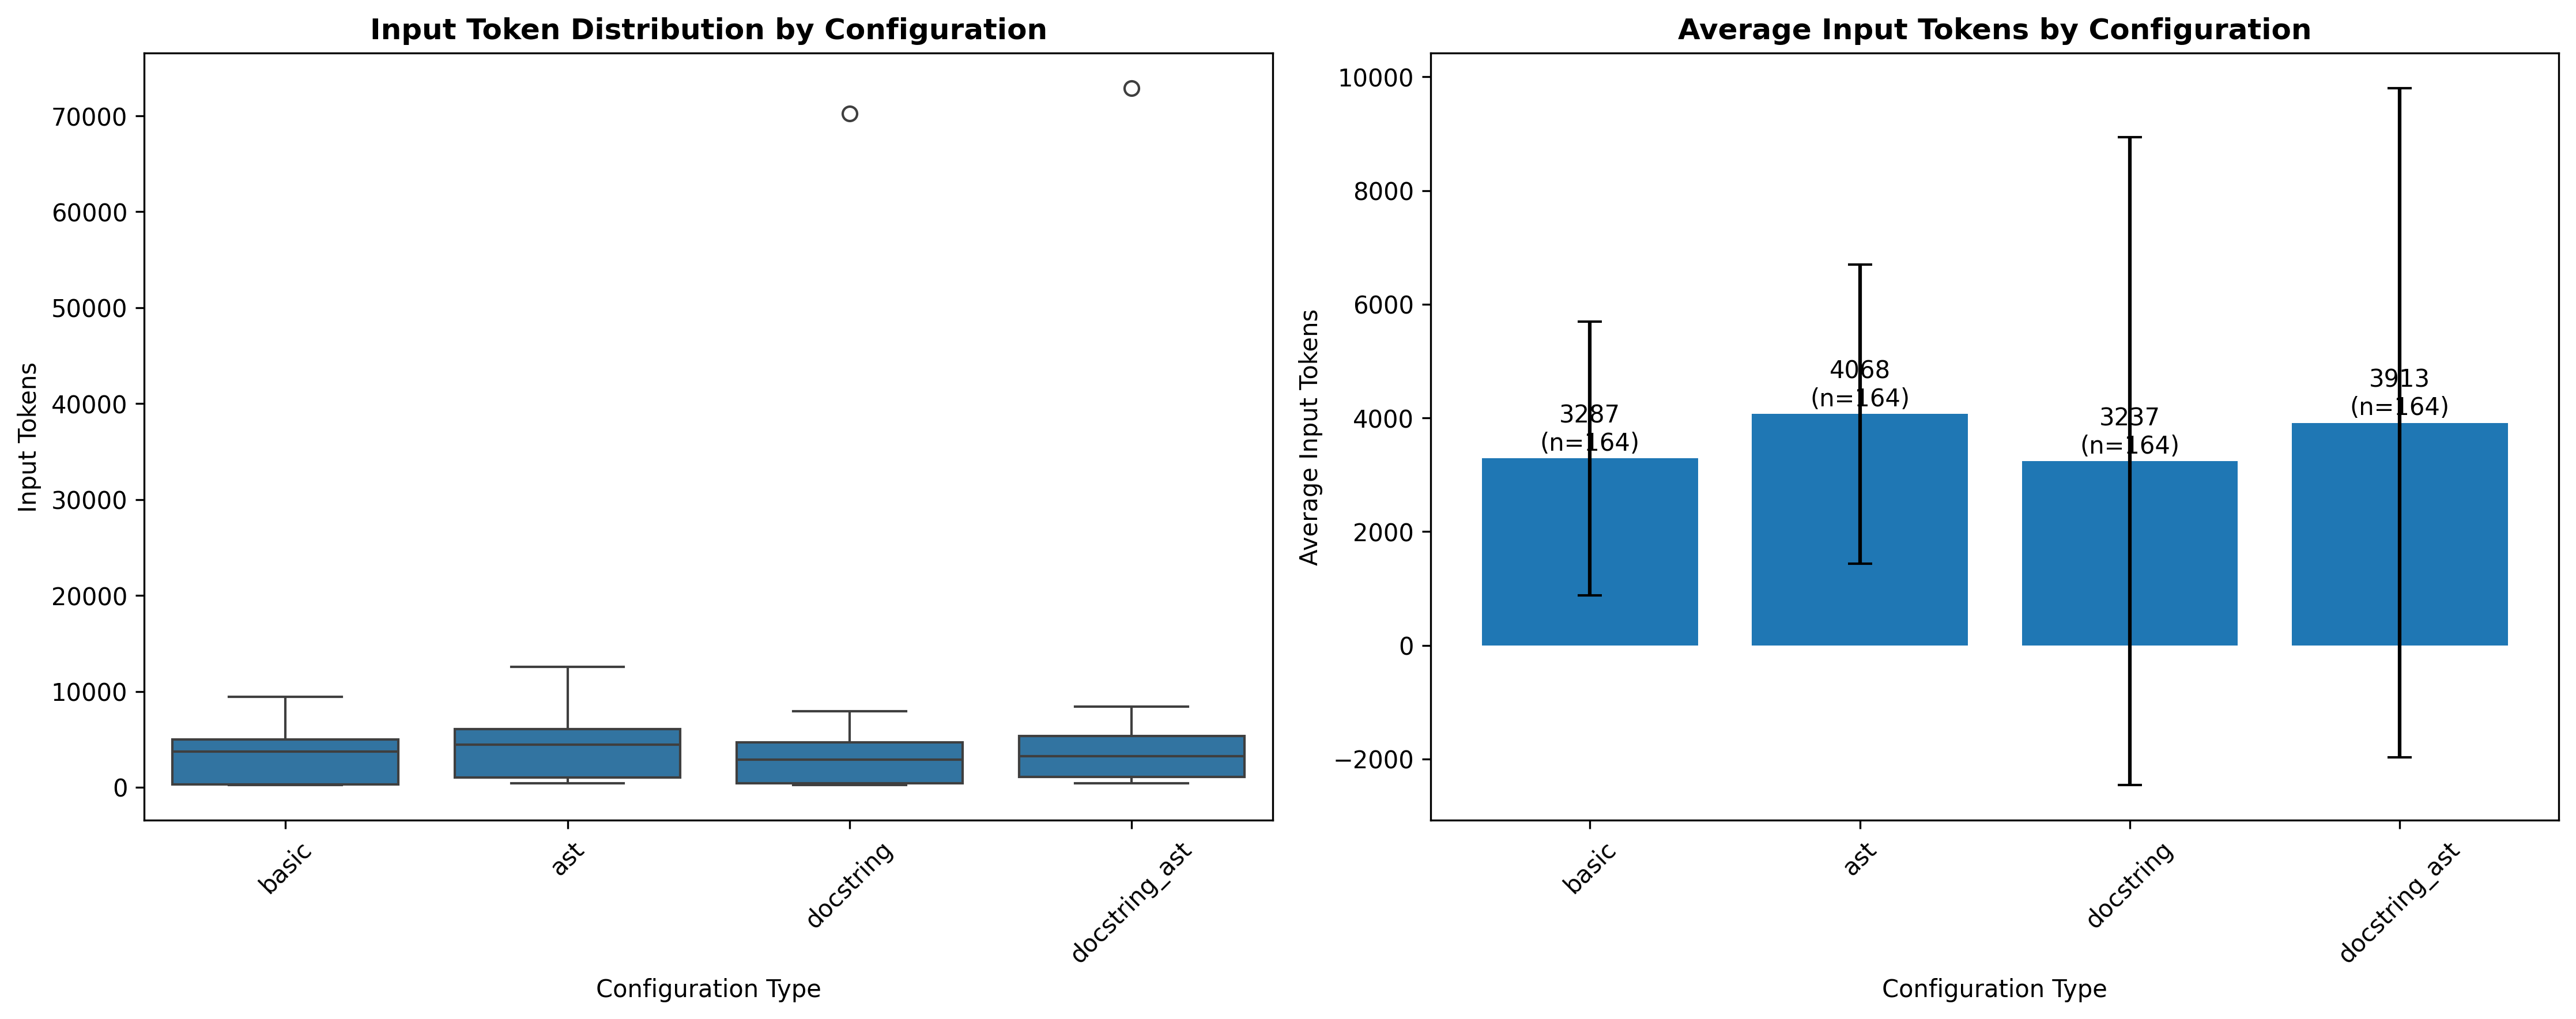 Input Token Distribution by Configuration
Input Tokens
70000
60000
50000
40000
30000
20000
10000
0
basic
ast
docstring
docstring_ast
Configuration Type
Average Input Tokens by Configuration
Average Input Tokens
10000
8000
6000
4000
2000
0
−2000
3287
(n=164)
4068
(n=164)
3237
(n=164)
3913
(n=164)
basic
ast
docstring
docstring_ast
Configuration Type